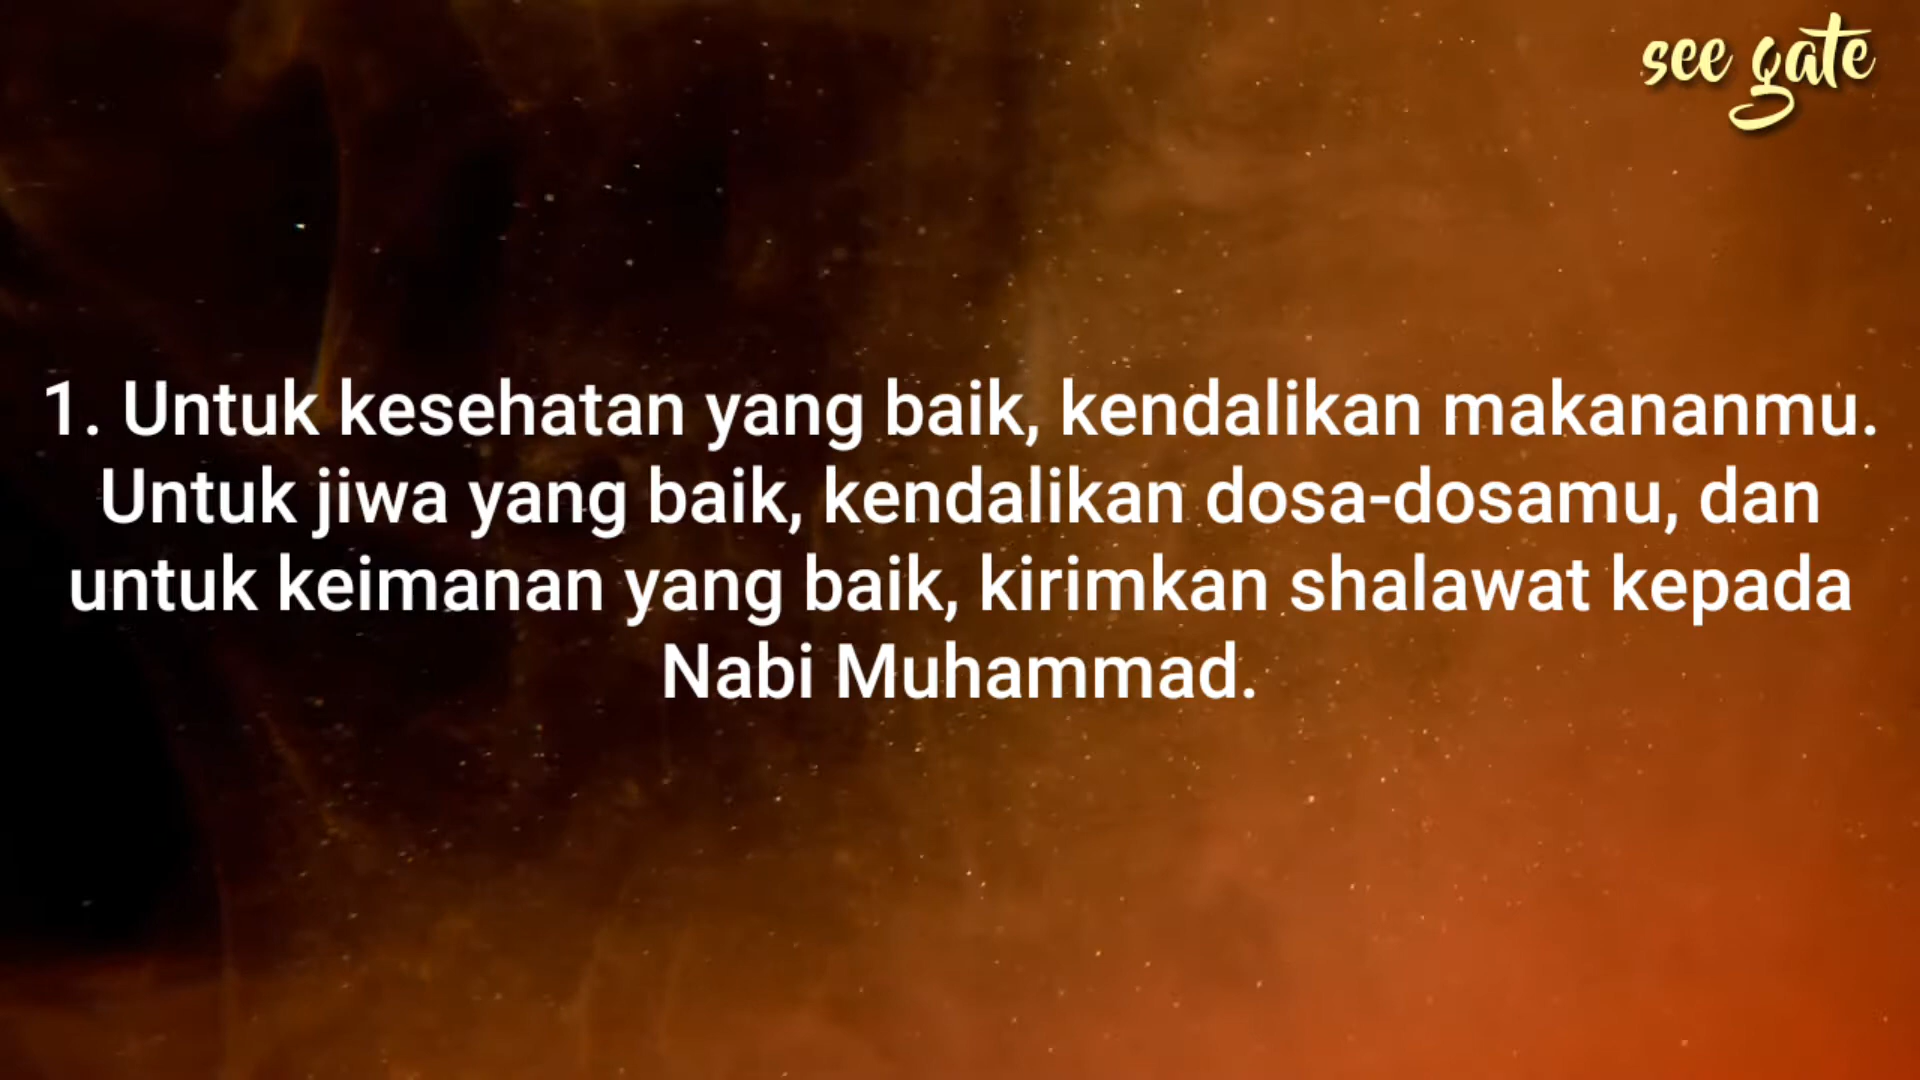 see gate
1. Untuk kesehatan yang baik, kendalikan makananmu.
Untuk jiwa yang baik, kendalikan dosa-dosamu, dan
untuk keimanan yang baik, kirimkan shalawat kepada
Nabi Muhammad.